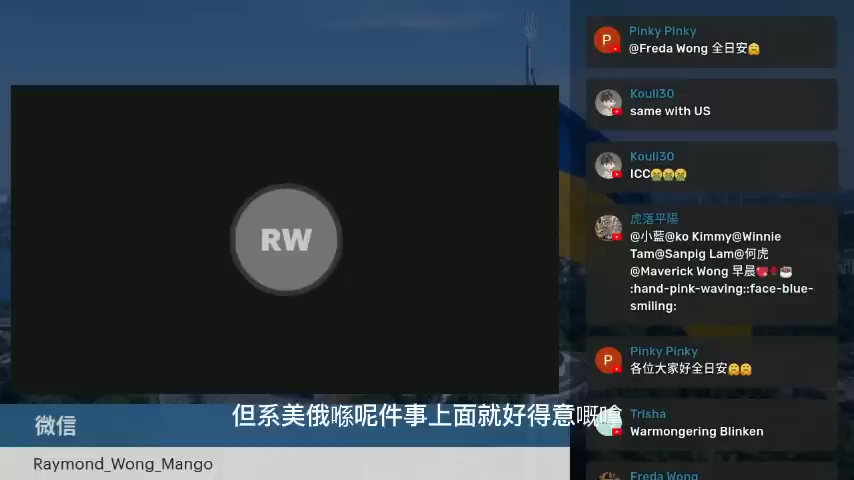 RW
但系美俄喺呢件事上面就好得意嘅啥
微信
Raymond_Wong_Mango
Pinky Pinky
@Freda Wong 全日安🤗
Kouli30
same with US
Kouli30
ICC😭😭😭
虎落平陽
@小藍@ko Kimmy@Winnie
Tam@Sanpig Lam@何虎
@Maverick Wong 早晨💖🌹☕
:hand-pink-waving::face-blue-
smiling:
Pinky Pinky
各位大家好全日安🤗🤗
Trisha
Warmongering Blinken
Freda Wong